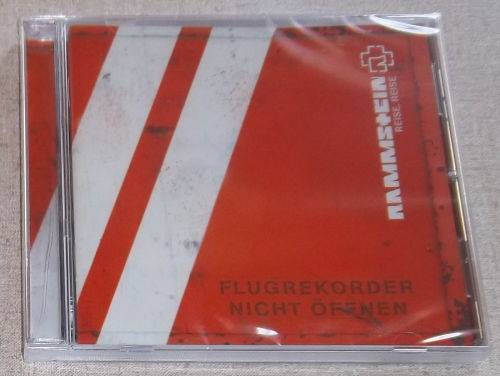 RAMMSTEIN
REISE, REISE
FLUGREKORDER
NICHT ÖFFNEN